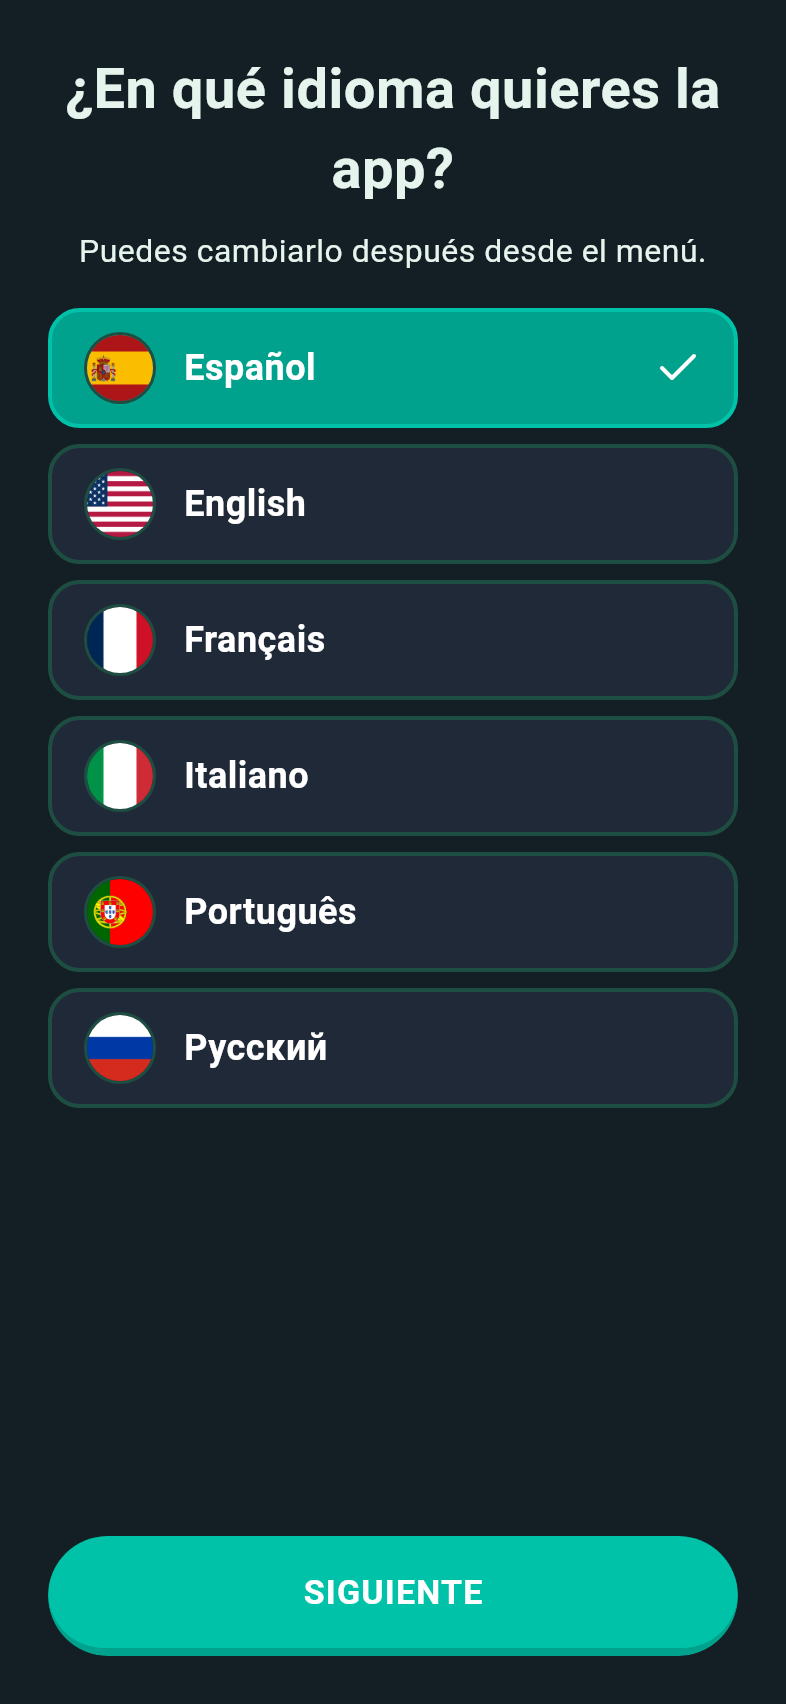 ¿En qué idioma quieres la
app?
Puedes cambiarlo después desde el menú.
Español
English
Français
Italiano
Português
Русский
SIGUIENTE